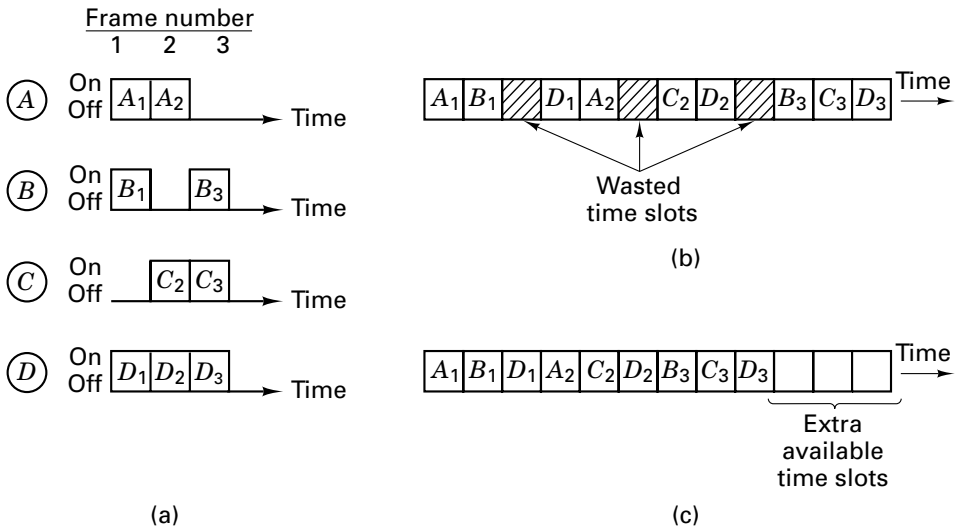 Frame number
1 2 3
A On Off A1 A2 Time
B On Off B1 B3 Time
C On Off C2 C3 Time
D On Off D1 D2 D3 Time
(a)
A1 B1 D1 A2 C2 D2 B3 C3 D3 Time
Wasted
time slots
(b)
A1 B1 D1 A2 C2 D2 B3 C3 D3 Time
Extra
available
time slots
(c)